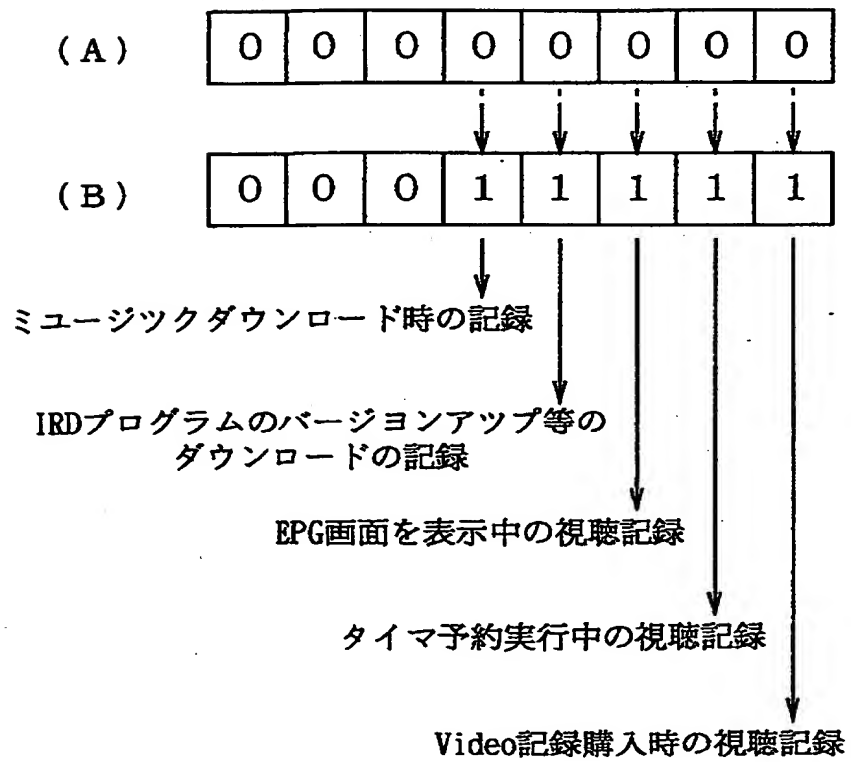 (A) 0 0 0 0 0 0 0 0
(B) 0 0 0 1 1 1 1 1
ミユージツクダウンロード時の記録
IRDプログラムのバージヨンアツプ等の
ダウンロードの記録
EPG画面を表示中の視聴記録
タイマ予約実行中の視聴記録
Video記録購入時の視聴記録